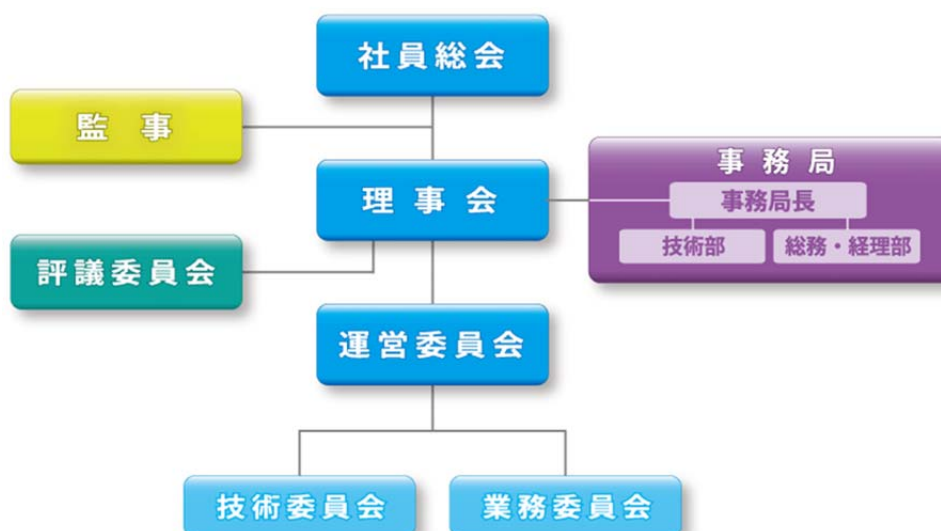 社員総会
監事
理事会
事務局
事務局長
技術部
総務・経理部
評議委員会
運営委員会
技術委員会
業務委員会